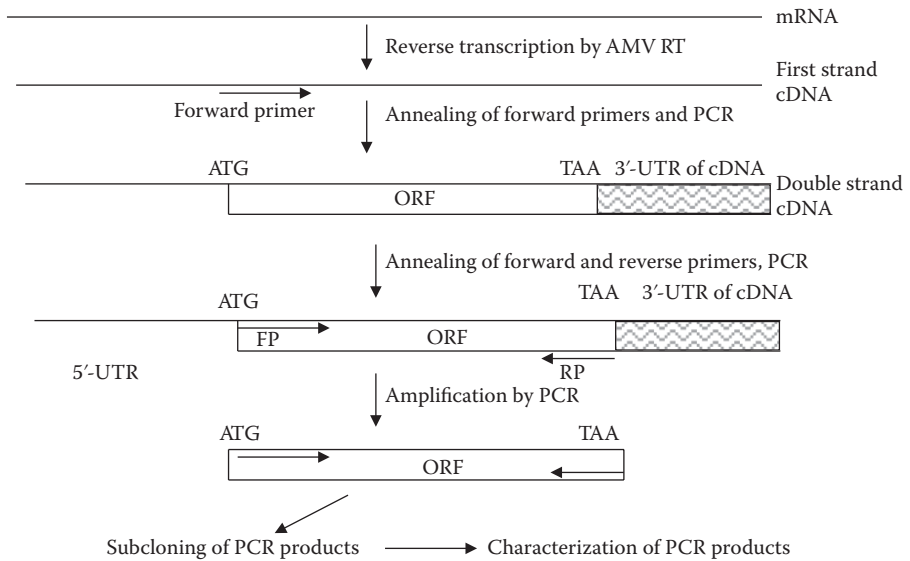 mRNA
Reverse transcription by AMV RT
First strand
cDNA
Forward primer
Annealing of forward primers and PCR
ATG
TAA 3′-UTR of cDNA
ORF
Double strand
cDNA
Annealing of forward and reverse primers, PCR
ATG
TAA 3′-UTR of cDNA
FP
ORF
RP
5′-UTR
Amplification by PCR
ATG
TAA
ORF
Subcloning of PCR products
Characterization of PCR products